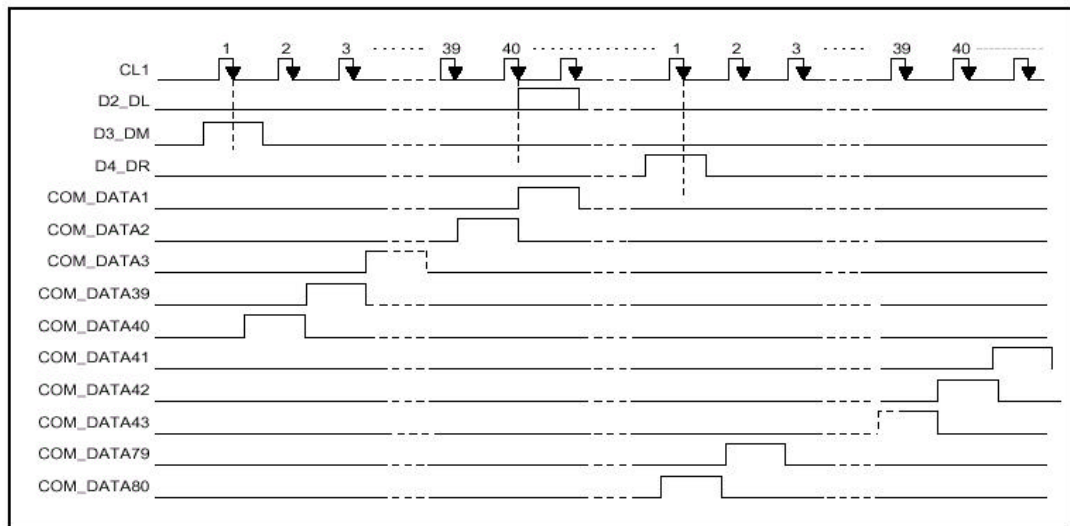 1 2 3 39 40 1 2 3 39 40
CL1
D2_DL
D3_DM
D4_DR
COM_DATA1
COM_DATA2
COM_DATA3
COM_DATA39
COM_DATA40
COM_DATA41
COM_DATA42
COM_DATA43
COM_DATA79
COM_DATA80